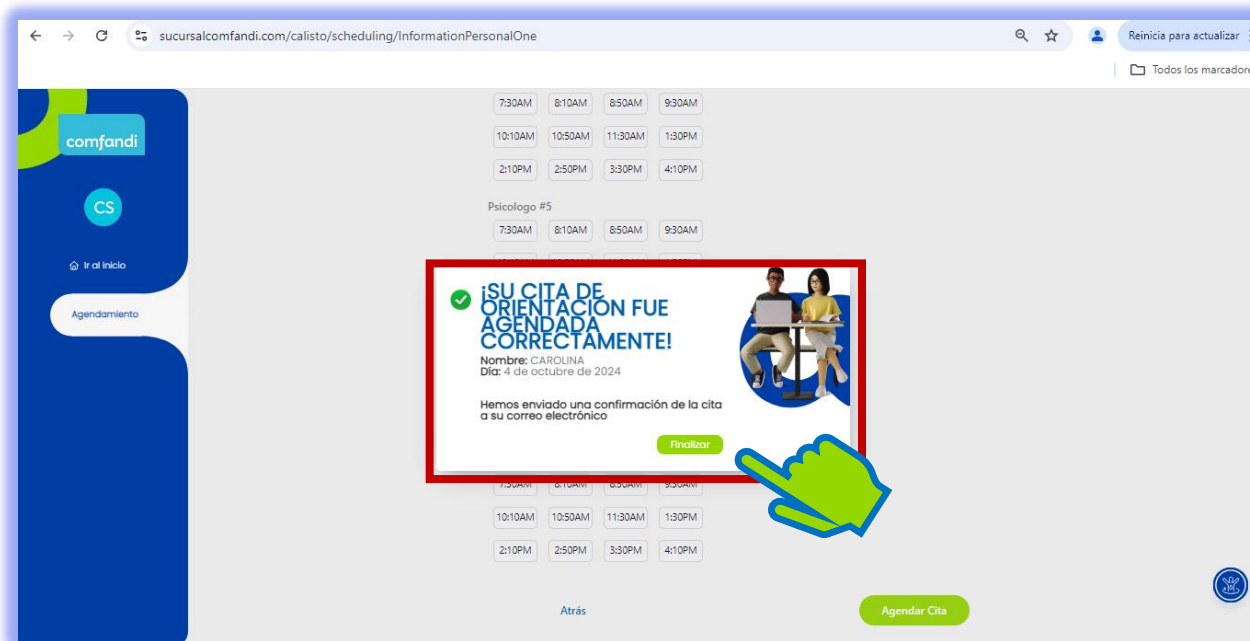 sucursalcomfandi.com/calisto/scheduling/InformationPersonalOne
Reinicia para actualizar
Todos los marcadore
comfandi
CS
Ir al inicio
Agendamiento
7:30AM 8:10AM 8:50AM 9:30AM
10:10AM 10:50AM 11:30AM 1:30PM
2:10PM 2:50PM 3:30PM 4:10PM
Psicologo #5
7:30AM 8:10AM 8:50AM 9:30AM
¡SU CITA DE
ORIENTACIÓN FUE
AGENDADA
CORRECTAMENTE!
Nombre: CAROLINA
Día: 4 de octubre de 2024
Hemos enviado una confirmación de la cita
a su correo electrónico
Finalizar
7:30AM 8:10AM 8:50AM 9:30AM
10:10AM 10:50AM 11:30AM 1:30PM
2:10PM 2:50PM 3:30PM 4:10PM
Atrás
Agendar Cita